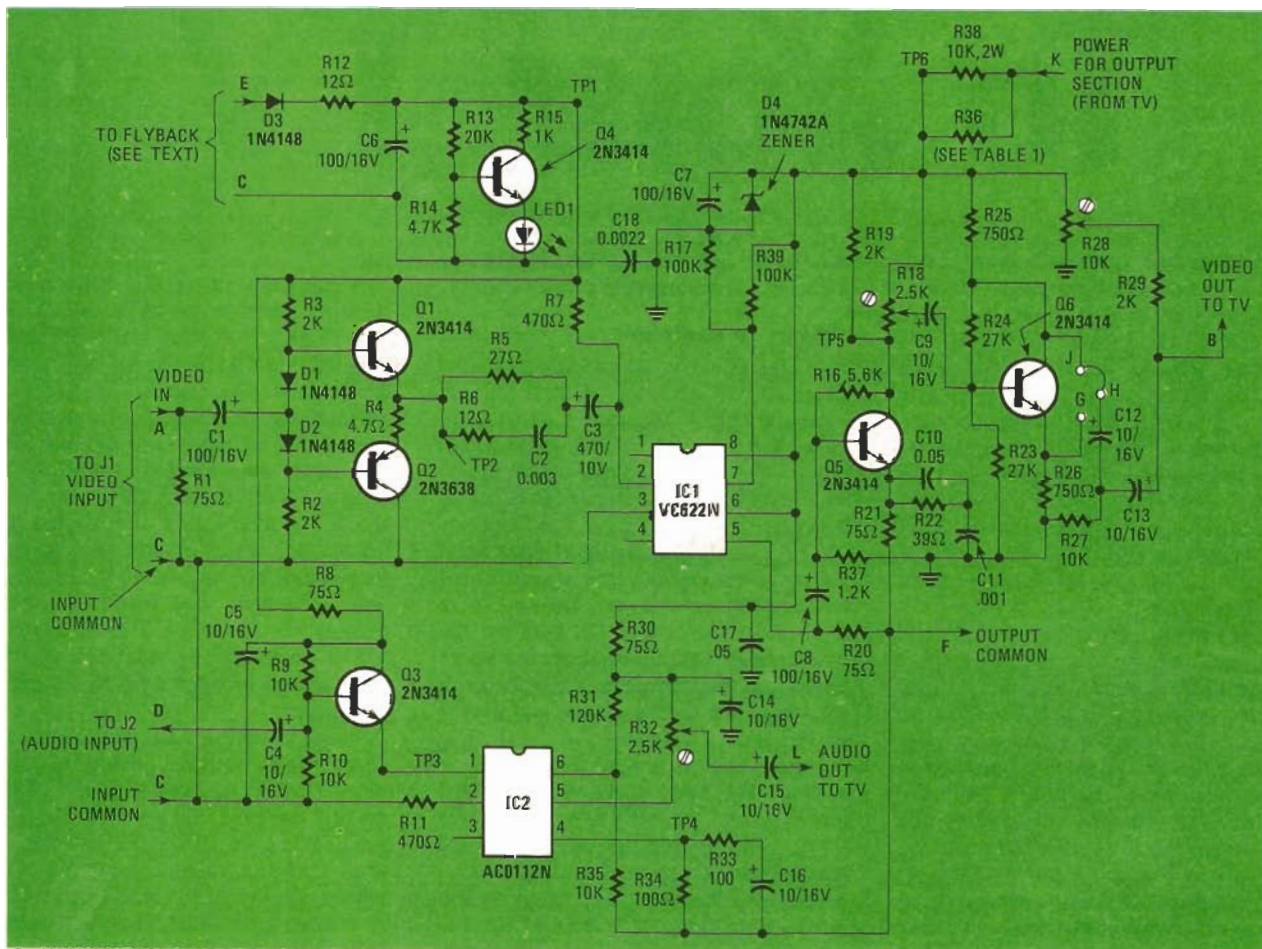 R38
10K, 2W
TP6
K
POWER
FOR OUTPUT
SECTION
(FROM TV)
R36
(SEE TABLE 1)
E
R12
12Ω
TP1
D3
1N4148
TO FLYBACK
(SEE TEXT)
C
C6
100/16V
R13
20K
R15
1K
Q4
2N3414
R14
4.7K
LED1
C18
0.0022
D4
1N4742A
ZENER
C7
100/16V
R17
100K
R39
100K
R19
2K
R18
2.5K
TP5
C9
10/
16V
R25
750Ω
R24
27K
R28
10K
R29
2K
VIDEO
OUT
TO TV
B
Q6
2N3414
J
H
G
C12
10/
16V
R3
2K
Q1
2N3414
R7
470Ω
R5
27Ω
D1
1N4148
VIDEO
IN
A
R4
4.7Ω
R6
12Ω
C3
470/
10V
D2
1N4148
C1
100/16V
TO J1
VIDEO
INPUT
R1
75Ω
Q2
2N3638
TP2
C2
0.003
R2
2K
C
INPUT
COMMON
1
2
3
4
8
7
6
5
IC1
VC622N
R16, 5.6K
Q5
2N3414
C10
0.05
R23
27K
R26
750Ω
R21
75Ω
R22
39Ω
R27
10K
C13
10/16V
R37
1.2K
C11
.001
R8
75Ω
C5
10/16V
R9
10K
Q3
2N3414
R30
75Ω
C17
.05
C8
100/16V
R20
75Ω
F
OUTPUT
COMMON
R31
120K
R32
2.5K
C14
10/16V
TO J2
(AUDIO INPUT)
D
C4
10/
16V
R10
10K
TP3
L
AUDIO
OUT
TO TV
C15
10/16V
INPUT
COMMON
C
R11
470Ω
1
2
3
6
5
4
IC2
AC0112N
TP4
R33
100
R35
10K
R34
100Ω
C16
10/16V